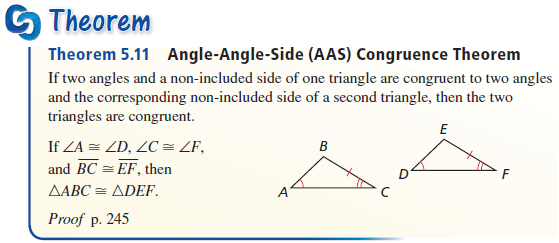 Theorem
Theorem 5.11 Angle-Angle-Side (AAS) Congruence Theorem
If two angles and a non-included side of one triangle are congruent to two angles
and the corresponding non-included side of a second triangle, then the two
triangles are congruent.
If ∠A ≅ ∠D, ∠C ≅ ∠F,
and BC ≅ EF, then
△ABC ≅ △DEF.
Proof p. 245
B
A
C
E
D
F